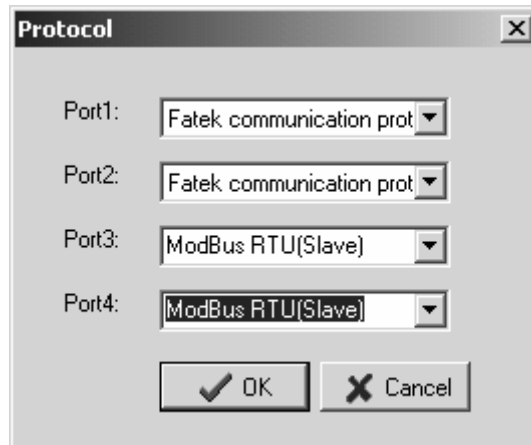 Protocol
Port1: Fatek communication prot
Port2: Fatek communication prot
Port3: ModBus RTU(Slave)
Port4: ModBus RTU(Slave)
OK Cancel